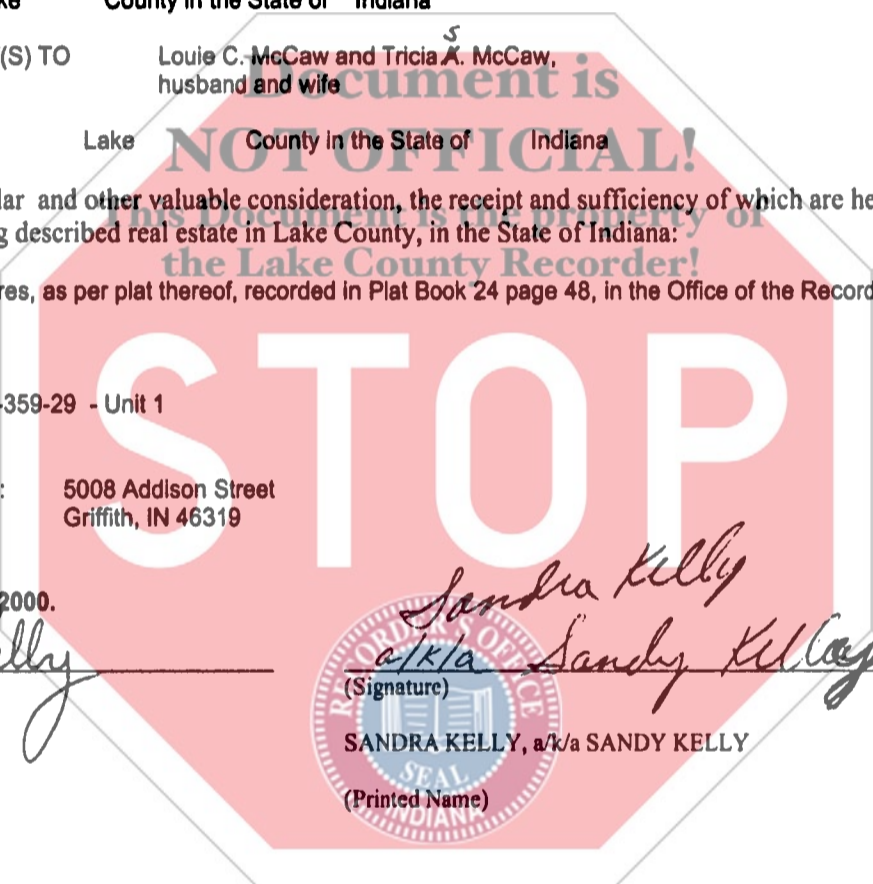 ke County in the State of Indiana
S
(S) TO Louie C. McCaw and Tricia A. McCaw,
husband and wife
Document is
Lake County in the State of Indiana
NOT OFFICIAL!
lar and other valuable consideration, the receipt and sufficiency of which are he
This Document is the property of
g described real estate in Lake County, in the State of Indiana:
the Lake County Recorder!
res, as per plat thereof, recorded in Plat Book 24 page 48, in the Office of the Record
STOP
-359-29 - Unit 1
: 5008 Addison Street
Griffith, IN 46319
Sandra Kelly
2000.
elly a/k/a Sandy Kelly
(Signature)
RECORDER'S OFFICE
SANDRA KELLY, a/k/a SANDY KELLY
SEAL
INDIANA
(Printed Name)